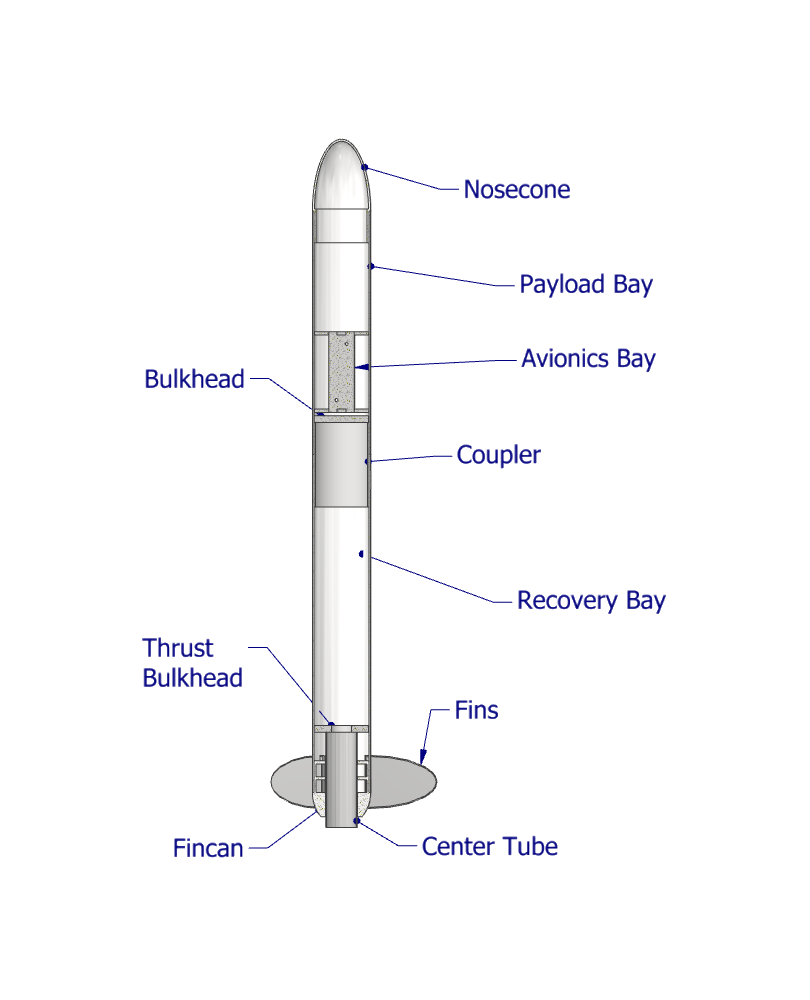 Nosecone
Payload Bay
Avionics Bay
Bulkhead
Coupler
Recovery Bay
Thrust
Bulkhead
Fins
Fincan
Center Tube